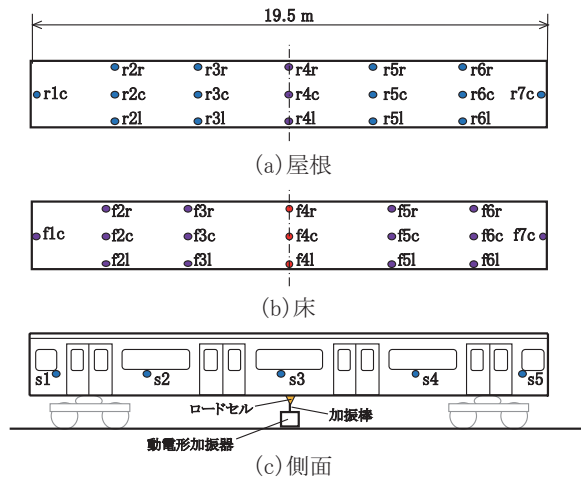 19.5 m
r2r r3r r4r r5r r6r
r1c r2c r3c r4c r5c r6c r7c
r2l r3l r4l r5l r6l
(a)屋根
f2r f3r f4r f5r f6r
f1c f2c f3c f4c f5c f6c f7c
f2l f3l f4l f5l f6l
(b)床
s1 s2 s3 s4 s5
ロードセル
加振棒
動電形加振器
(c)側面